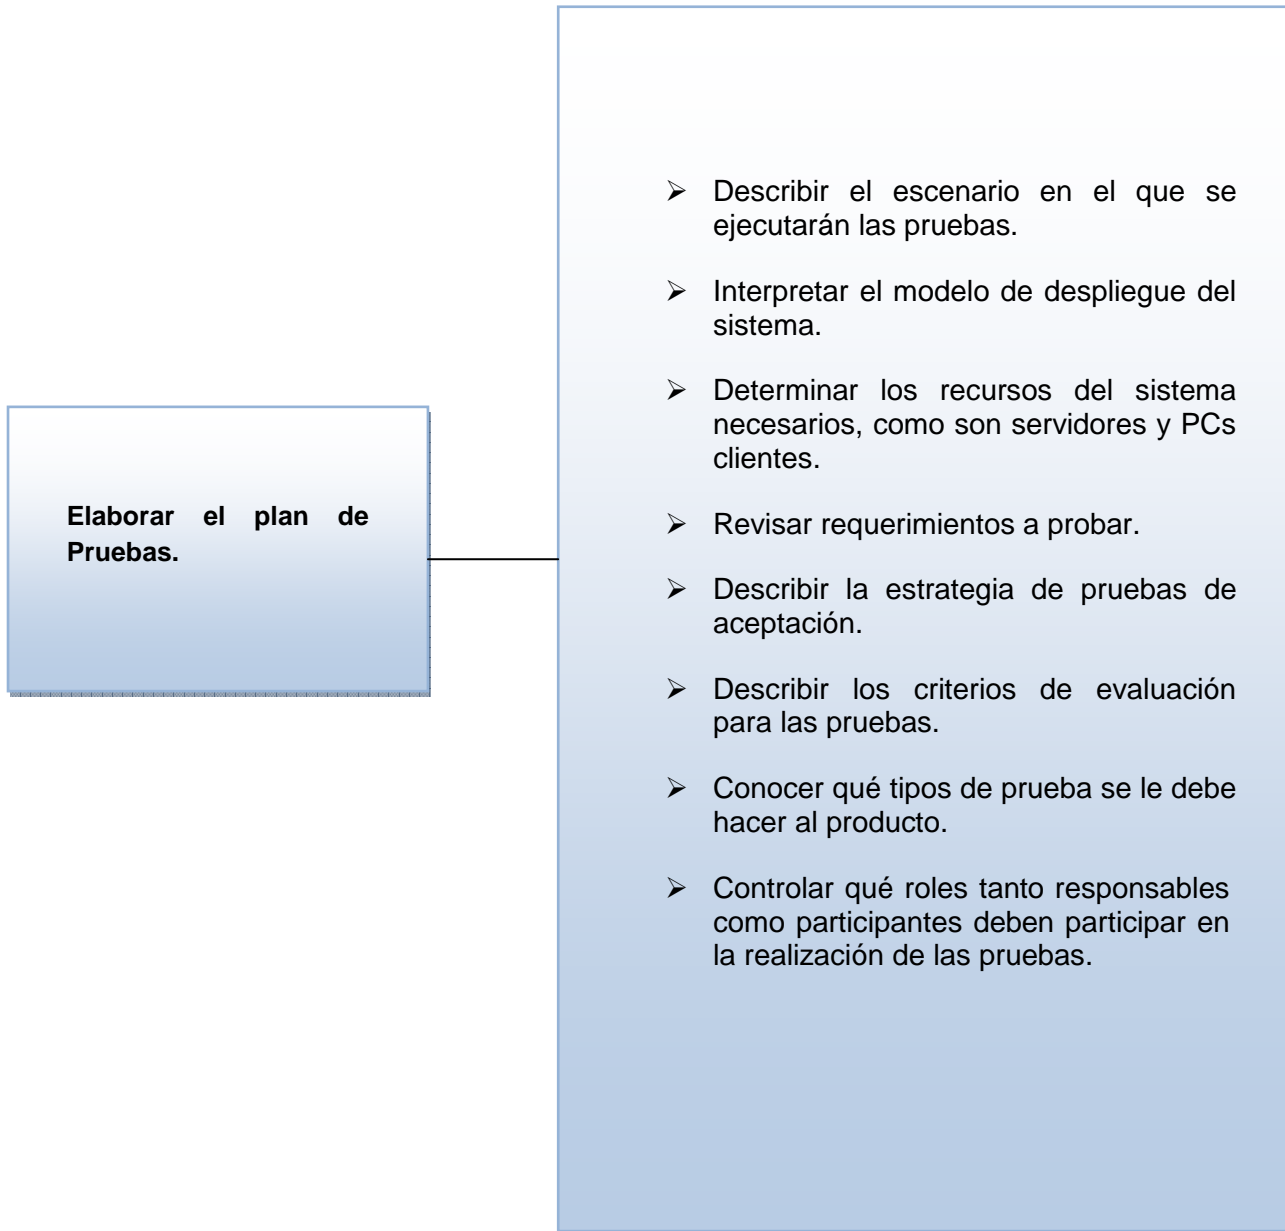 Elaborar el plan de
Pruebas.
➢ Describir el escenario en el que se
ejecutarán las pruebas.
➢ Interpretar el modelo de despliegue del
sistema.
➢ Determinar los recursos del sistema
necesarios, como son servidores y PCs
clientes.
➢ Revisar requerimientos a probar.
➢ Describir la estrategia de pruebas de
aceptación.
➢ Describir los criterios de evaluación
para las pruebas.
➢ Conocer qué tipos de prueba se le debe
hacer al producto.
➢ Controlar qué roles tanto responsables
como participantes deben participar en
la realización de las pruebas.